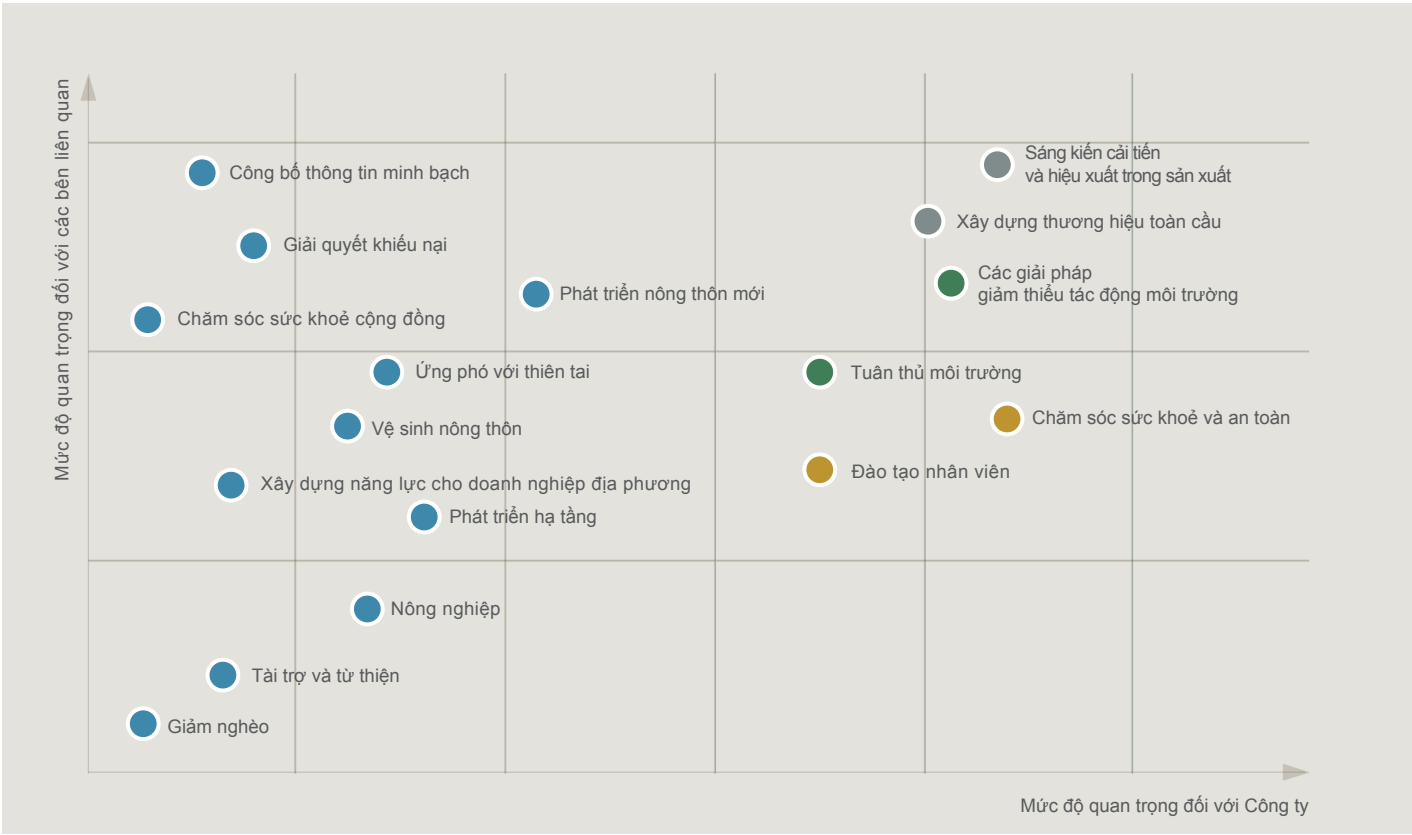 Mức độ quan trọng đối với các bên liên quan
Công bố thông tin minh bạch
Sáng kiến cải tiến
và hiệu xuất trong sản xuất
Xây dựng thương hiệu toàn cầu
Giải quyết khiếu nại
Các giải pháp
giảm thiểu tác động môi trường
Phát triển nông thôn mới
Chăm sóc sức khoẻ cộng đồng
Ứng phó với thiên tai
Tuân thủ môi trường
Chăm sóc sức khoẻ và an toàn
Vệ sinh nông thôn
Đào tạo nhân viên
Xây dựng năng lực cho doanh nghiệp địa phương
Phát triển hạ tầng
Nông nghiệp
Tài trợ và từ thiện
Giảm nghèo
Mức độ quan trọng đối với Công ty